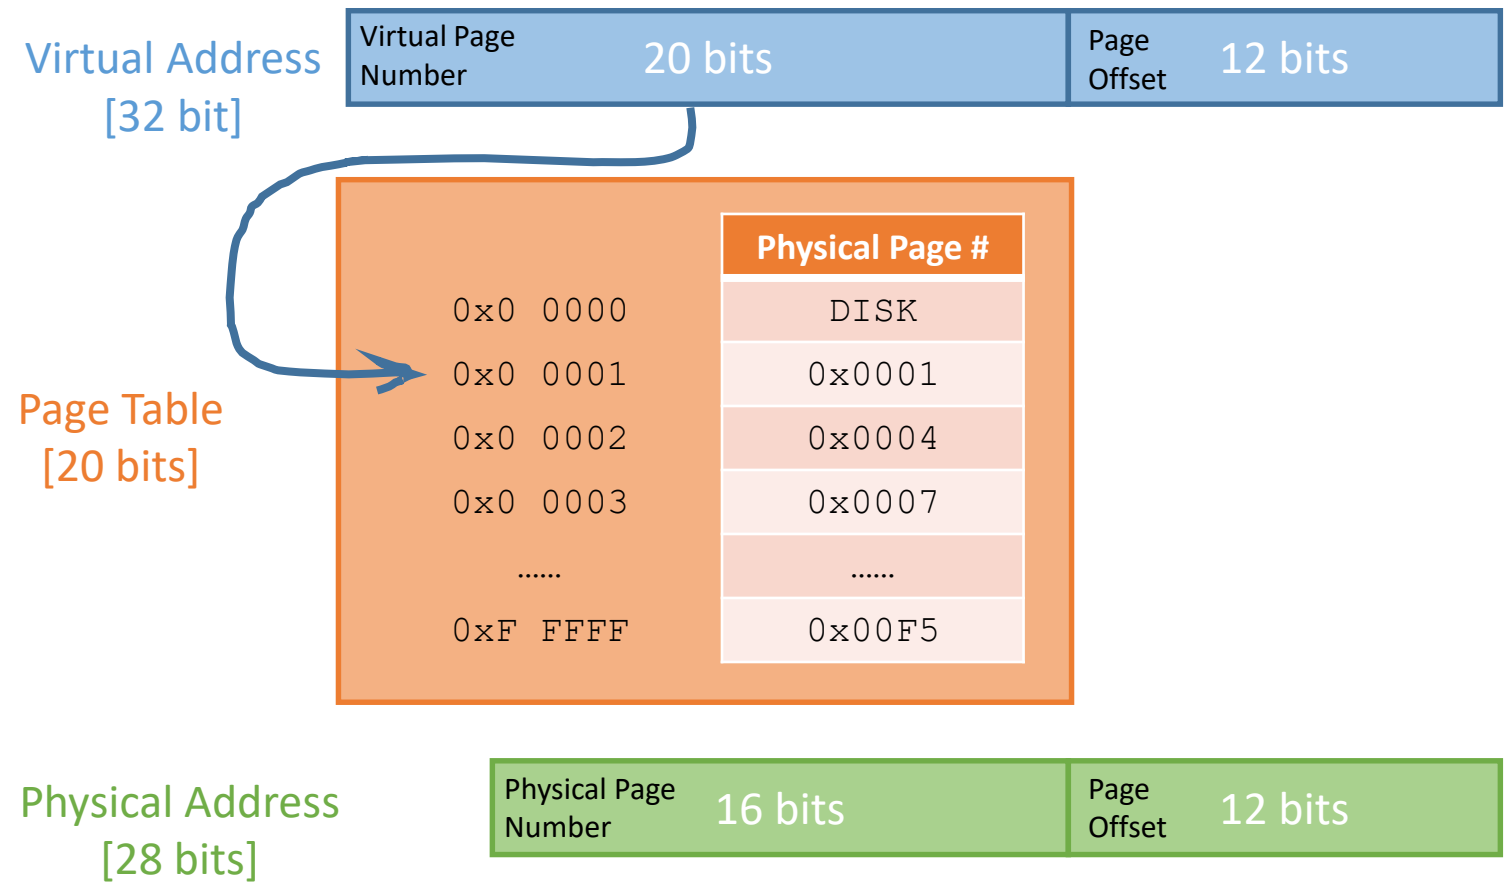 Virtual Address
[32 bit]
Virtual Page
Number
20 bits
Page
Offset
12 bits
Page Table
[20 bits]
Physical Page #
0x0 0000 DISK
0x0 0001 0x0001
0x0 0002 0x0004
0x0 0003 0x0007
...... ......
0xF FFFF 0x00F5
Physical Address
[28 bits]
Physical Page
Number
16 bits
Page
Offset
12 bits